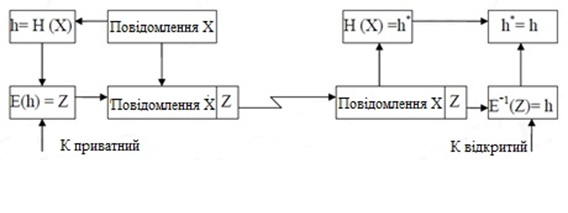 h= H (X)
Повідомлення X
H (X) =h*
h*= h
E(h) = Z
Повідомлення X
Z
Повідомлення X
Z
E⁻¹(Z)= h
К приватний
К відкритий